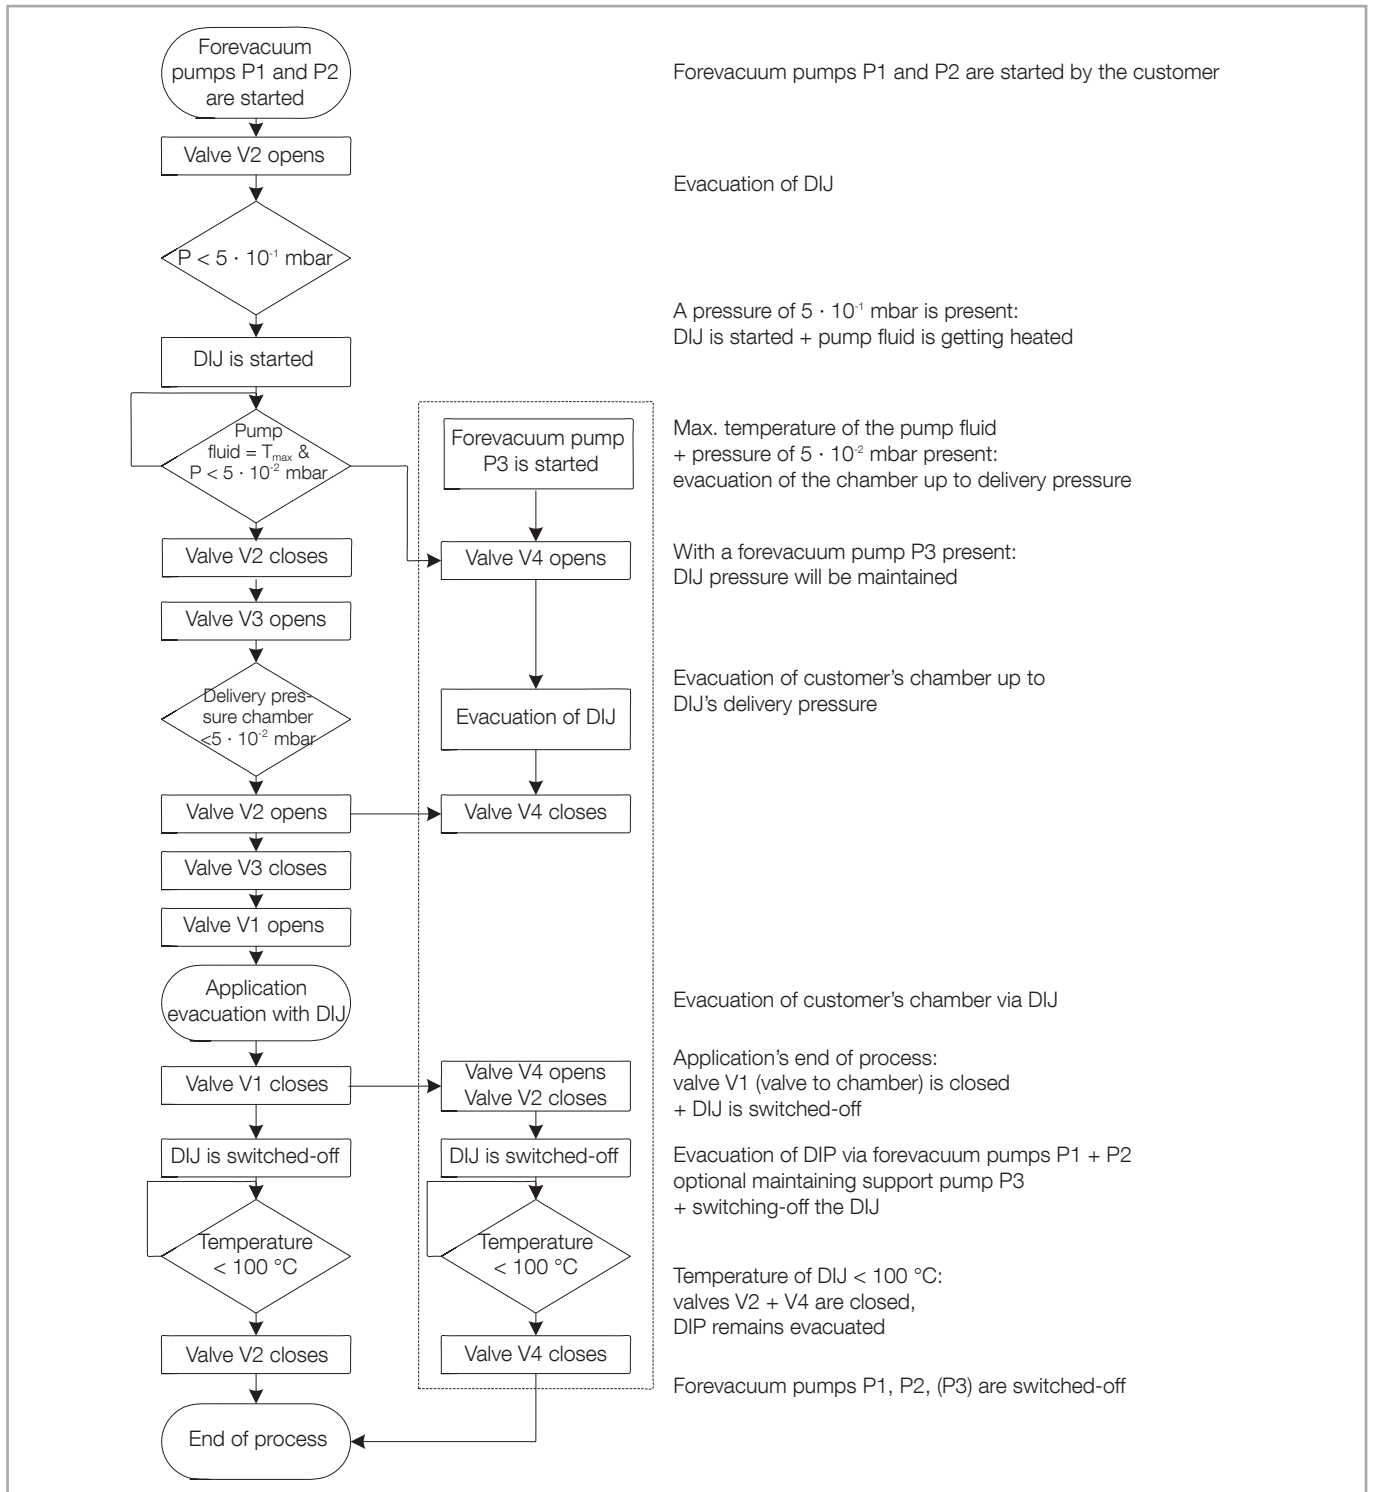 Forevacuum
pumps P1 and P2
are started
Forevacuum pumps P1 and P2 are started by the customer
Valve V2 opens
Evacuation of DIJ
P < 5 · 10⁻¹ mbar
A pressure of 5 · 10⁻¹ mbar is present:
DIJ is started + pump fluid is getting heated
DIJ is started
Pump
fluid = Tmax &
P < 5 · 10⁻² mbar
Forevacuum pump
P3 is started
Max. temperature of the pump fluid
+ pressure of 5 · 10⁻² mbar present:
evacuation of the chamber up to delivery pressure
Valve V2 closes
Valve V4 opens
With a forevacuum pump P3 present:
DIJ pressure will be maintained
Valve V3 opens
Delivery pres-
sure chamber
<5 · 10⁻² mbar
Evacuation of DIJ
Evacuation of customer’s chamber up to
DIJ’s delivery pressure
Valve V2 opens
Valve V4 closes
Valve V3 closes
Valve V1 opens
Application
evacuation with DIJ
Evacuation of customer’s chamber via DIJ
Valve V1 closes
Valve V4 opens
Valve V2 closes
Application’s end of process:
valve V1 (valve to chamber) is closed
+ DIJ is switched-off
DIJ is switched-off
DIJ is switched-off
Evacuation of DIP via forevacuum pumps P1 + P2
optional maintaining support pump P3
+ switching-off the DIJ
Temperature
< 100 °C
Temperature
< 100 °C
Temperature of DIJ < 100 °C:
valves V2 + V4 are closed,
DIP remains evacuated
Valve V2 closes
Valve V4 closes
Forevacuum pumps P1, P2, (P3) are switched-off
End of process